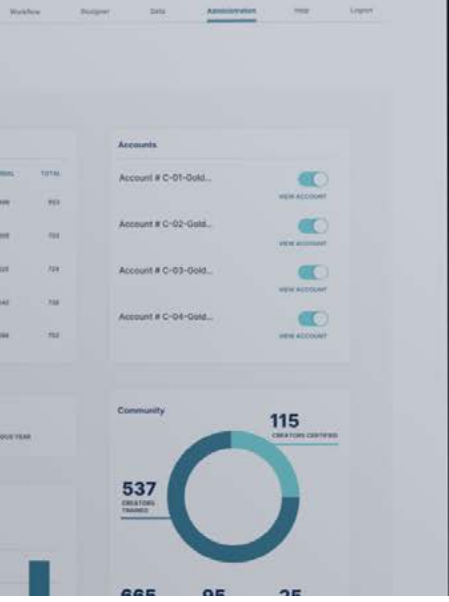 Workflow Designer Data Administration Help Logout
Accounts
TOTAL
Account # C-01-Gold...
VIEW ACCOUNT
953
Account # C-02-Gold...
VIEW ACCOUNT
Account # C-03-Gold...
VIEW ACCOUNT
Account # C-04-Gold...
VIEW ACCOUNT
Community
115
CREATORS CERTIFIED
537
CREATORS
TRAINED
665 95 25